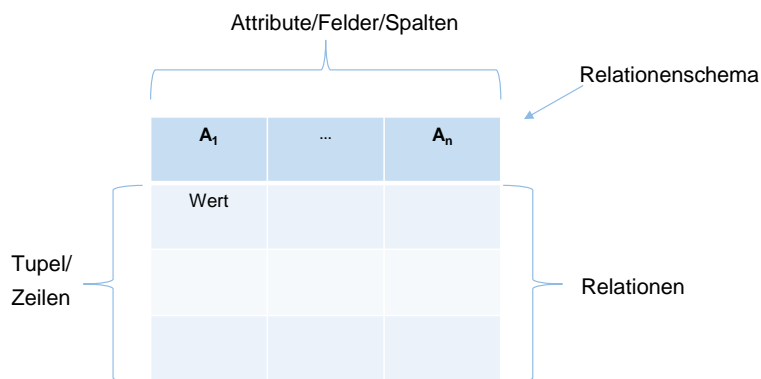 Attribute/Felder/Spalten
Relationenschema
A₁ ... Aₙ
Wert
Tupel/
Zeilen
Relationen